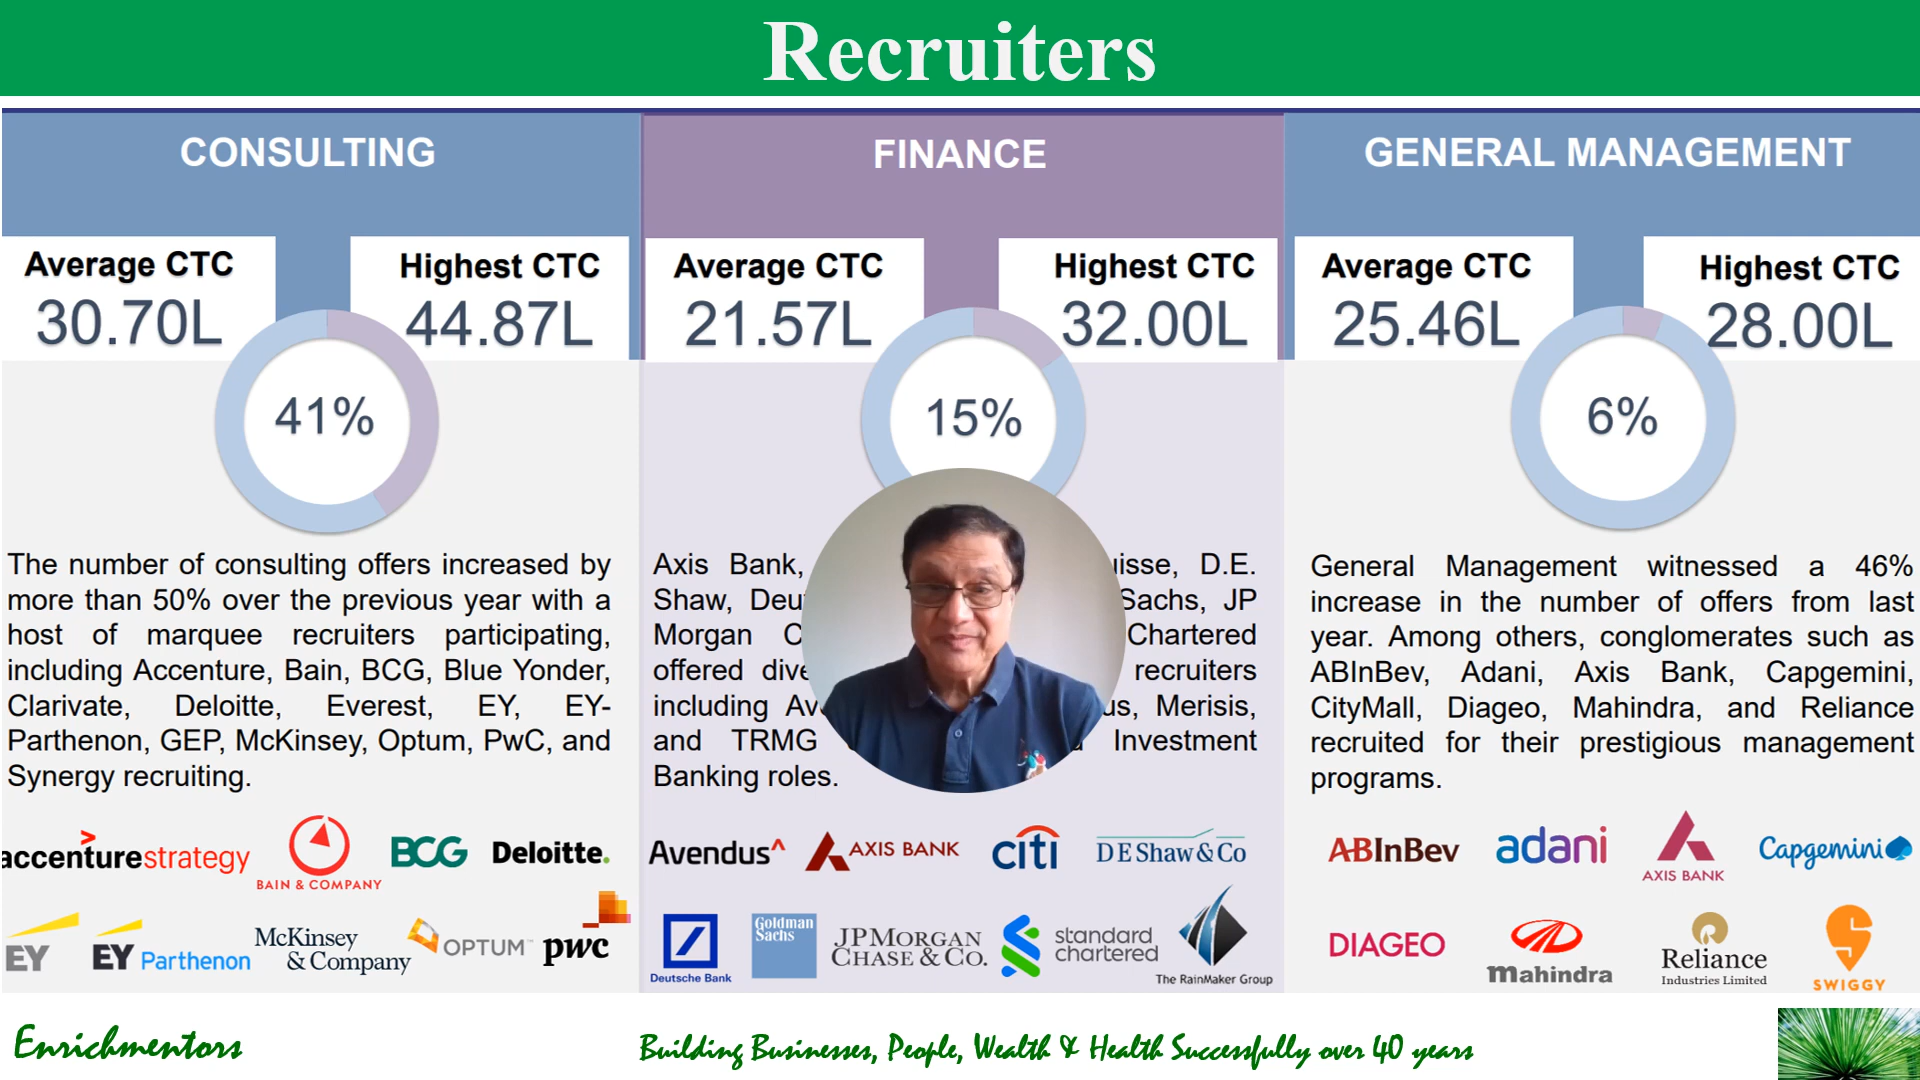 Recruiters
CONSULTING
Average CTC
30.70L
Highest CTC
44.87L
41%
The number of consulting offers increased by
more than 50% over the previous year with a
host of marquee recruiters participating,
including Accenture, Bain, BCG, Blue Yonder,
Clarivate, Deloitte, Everest, EY, EY-
Parthenon, GEP, McKinsey, Optum, PwC, and
Synergy recruiting.
accenturestrategy
BAIN & COMPANY
BCG
Deloitte.
EY
EY Parthenon
McKinsey
& Company
OPTUM
pwc
FINANCE
Average CTC
21.57L
Highest CTC
32.00L
15%
Axis Bank, D.E.
Shaw, Sachs, JP
Morgan Chartered
offered recruiters
including Merisis,
and TRMG Investment
Banking roles.
Avendus
AXIS BANK
citi
D E Shaw & Co
Deutsche Bank
Goldman
Sachs
JPMORGAN
CHASE & CO.
standard
chartered
The RainMaker Group
GENERAL MANAGEMENT
Average CTC
25.46L
Highest CTC
28.00L
6%
General Management witnessed a 46%
increase in the number of offers from last
year. Among others, conglomerates such as
ABInBev, Adani, Axis Bank, Capgemini,
CityMall, Diageo, Mahindra, and Reliance
recruited for their prestigious management
programs.
ABInBev
adani
AXIS BANK
Capgemini
DIAGEO
mahindra
Reliance
Industries Limited
SWIGGY
Enrichmentors
Building Businesses, People, Wealth & Health Successfully over 40 years